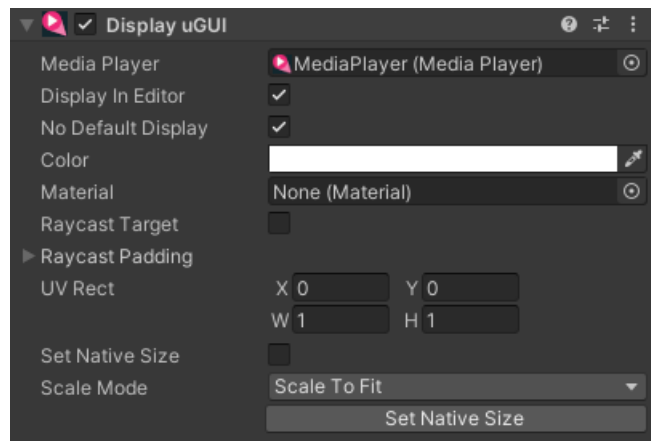 Display uGUI
Media Player MediaPlayer (Media Player)
Display In Editor
No Default Display
Color
Material None (Material)
Raycast Target
Raycast Padding
UV Rect X 0 Y 0
W 1 H 1
Set Native Size
Scale Mode Scale To Fit
Set Native Size